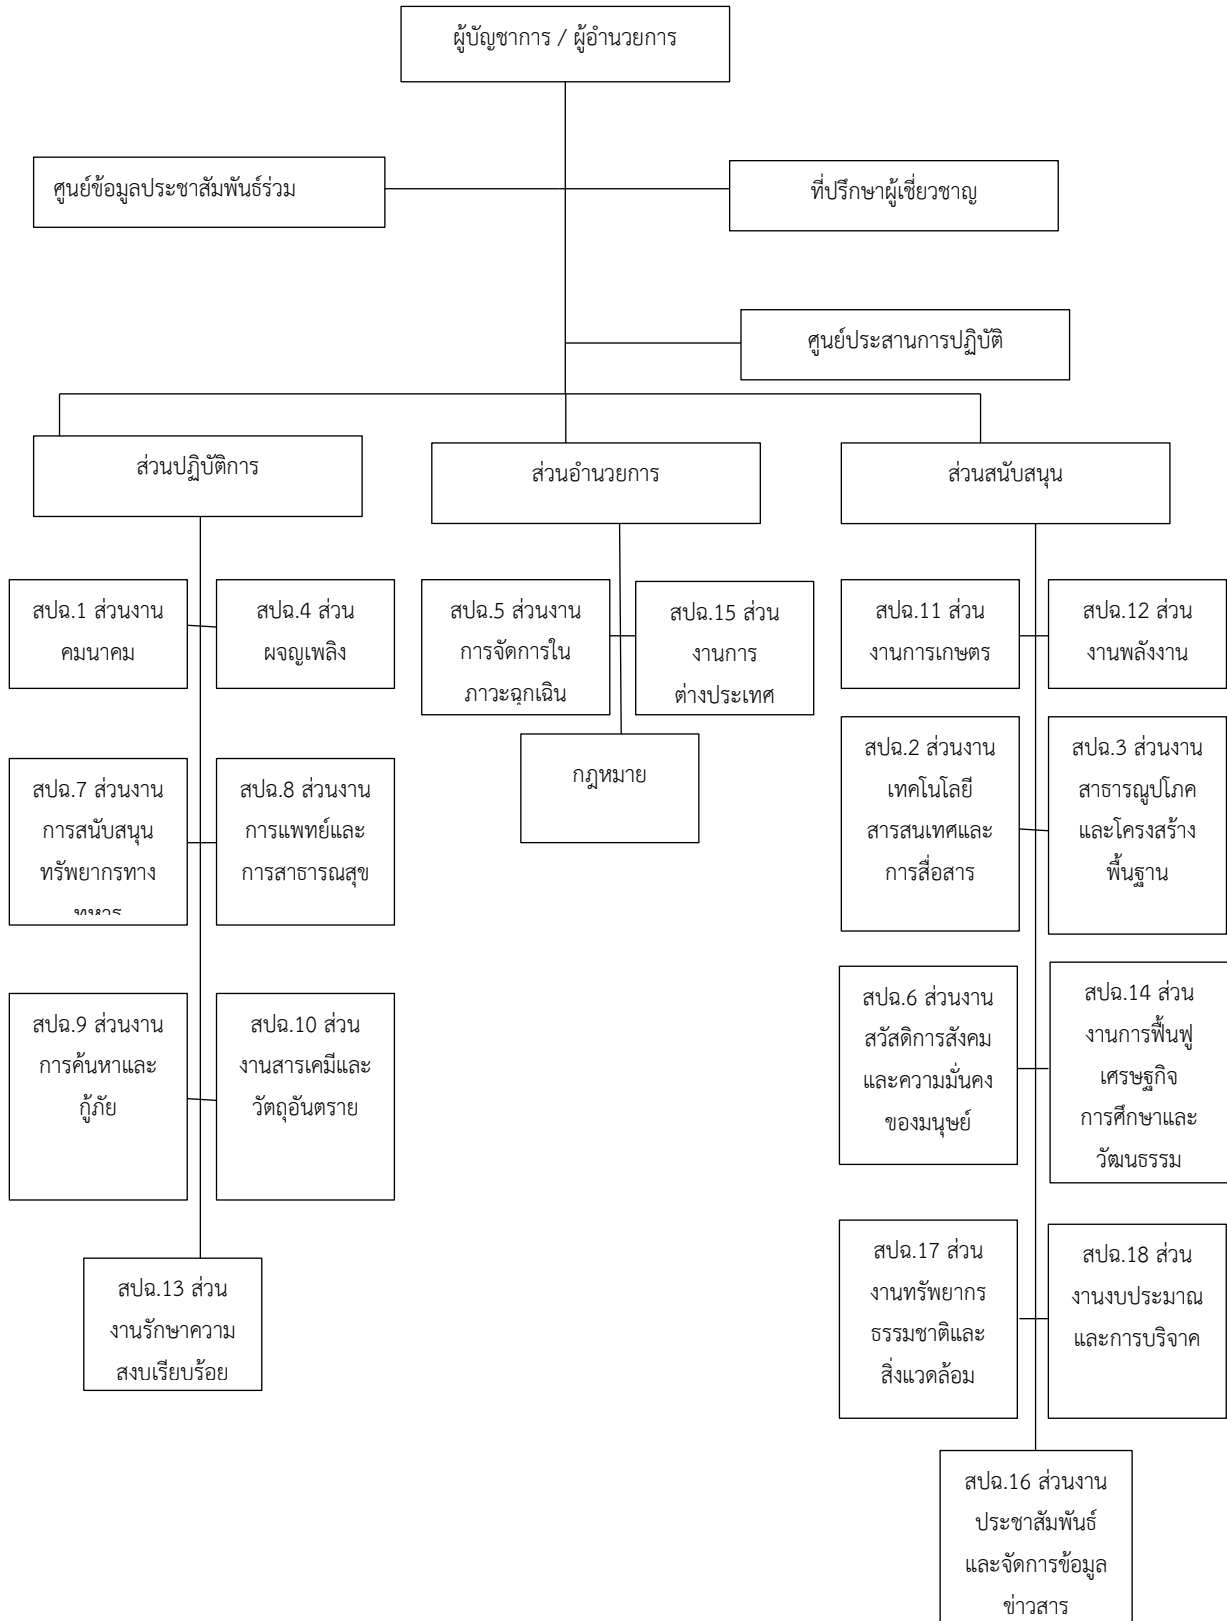 ผู้บัญชาการ / ผู้อำนวยการ
ศูนย์ข้อมูลประชาสัมพันธ์ร่วม
ที่ปรึกษาผู้เชี่ยวชาญ
ศูนย์ประสานการปฏิบัติ
ส่วนปฏิบัติการ
ส่วนอำนวยการ
ส่วนสนับสนุน
สปฉ.1 ส่วนงาน
คมนาคม
สปฉ.4 ส่วน
ผจญเพลิง
สปฉ.5 ส่วนงาน
การจัดการใน
ภาวะฉุกเฉิน
สปฉ.15 ส่วน
งานการ
ต่างประเทศ
สปฉ.11 ส่วน
งานการเกษตร
สปฉ.12 ส่วน
งานพลังงาน
กฎหมาย
สปฉ.7 ส่วนงาน
การสนับสนุน
ทรัพยากรทาง
ทหาร
สปฉ.8 ส่วนงาน
การแพทย์และ
การสาธารณสุข
สปฉ.2 ส่วนงาน
เทคโนโลยี
สารสนเทศและ
การสื่อสาร
สปฉ.3 ส่วนงาน
สาธารณูปโภค
และโครงสร้าง
พื้นฐาน
สปฉ.9 ส่วนงาน
การค้นหาและ
กู้ภัย
สปฉ.10 ส่วน
งานสารเคมีและ
วัตถุอันตราย
สปฉ.6 ส่วนงาน
สวัสดิการสังคม
และความมั่นคง
ของมนุษย์
สปฉ.14 ส่วน
งานการฟื้นฟู
เศรษฐกิจ
การศึกษาและ
วัฒนธรรม
สปฉ.13 ส่วน
งานรักษาความ
สงบเรียบร้อย
สปฉ.17 ส่วน
งานทรัพยากร
ธรรมชาติและ
สิ่งแวดล้อม
สปฉ.18 ส่วน
งานงบประมาณ
และการบริจาค
สปฉ.16 ส่วนงาน
ประชาสัมพันธ์
และจัดการข้อมูล
ข่าวสาร